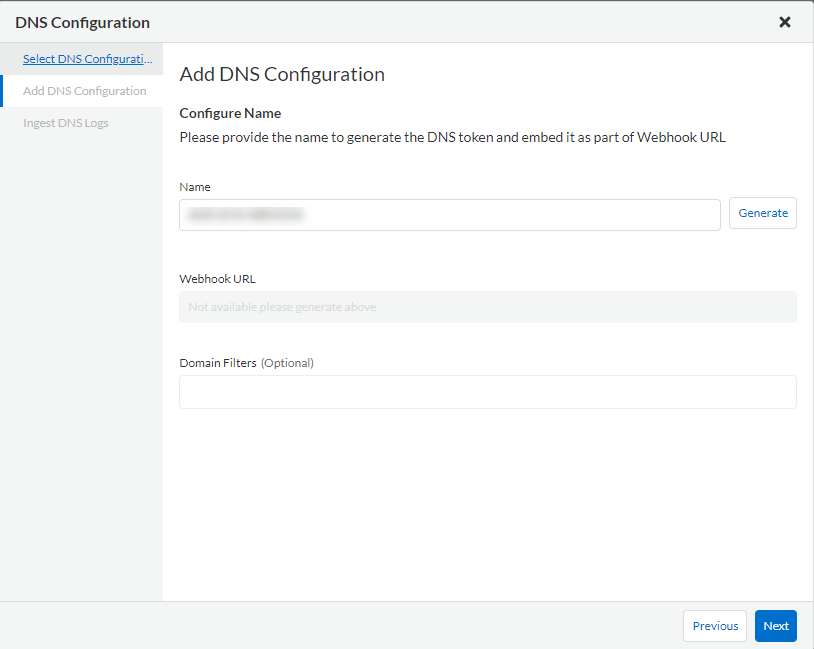 DNS Configuration
Select DNS Configurati...
Add DNS Configuration
Ingest DNS Logs
Add DNS Configuration
Configure Name
Please provide the name to generate the DNS token and embed it as part of Webhook URL
Name
Generate
Webhook URL
Not available please generate above
Domain Filters (Optional)
Previous
Next